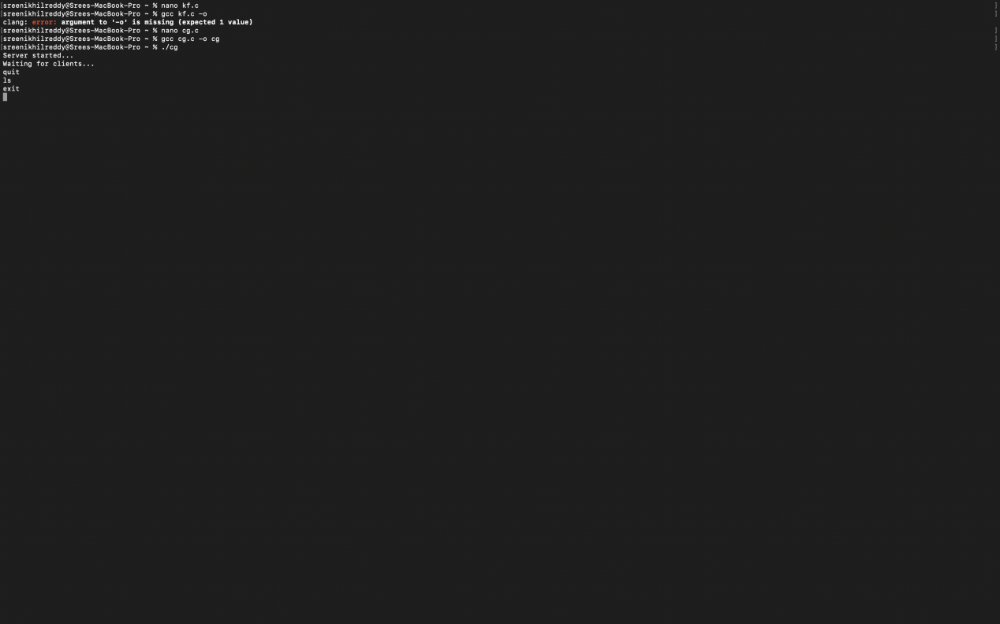 [sreenikhilreddy@Srees-MacBook-Pro ~ % nano kf.c ]
[sreenikhilreddy@Srees-MacBook-Pro ~ % gcc kf.c -o ]
clang: error: argument to '-o' is missing (expected 1 value)
[sreenikhilreddy@Srees-MacBook-Pro ~ % nano cg.c ]
[sreenikhilreddy@Srees-MacBook-Pro ~ % gcc cg.c -o cg ]
[sreenikhilreddy@Srees-MacBook-Pro ~ % ./cg ]
Server started...
Waiting for clients...
quit
ls
exit